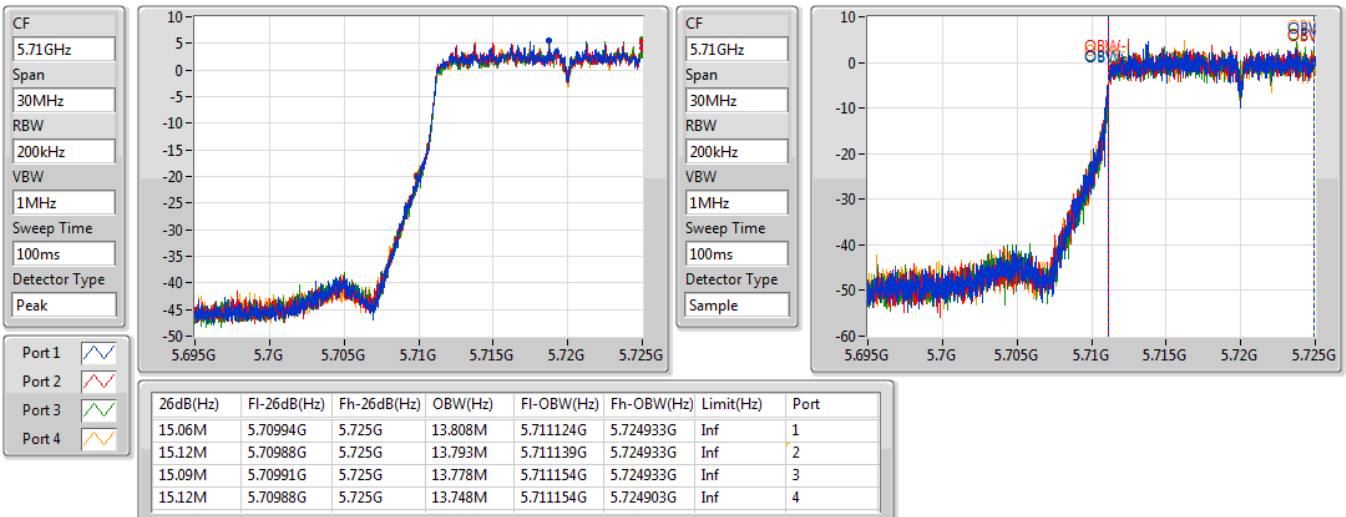 CF
5.71GHz
Span
30MHz
RBW
200kHz
VBW
1MHz
Sweep Time
100ms
Detector Type
Peak
10
5
0
-5
-10
-15
-20
-25
-30
-35
-40
-45
-50
5.695G 5.7G 5.705G 5.71G 5.715G 5.72G 5.725G
CF
5.71GHz
Span
30MHz
RBW
200kHz
VBW
1MHz
Sweep Time
100ms
Detector Type
Sample
10
0
-10
-20
-30
-40
-50
-60
OBW-
OBW
OBV
OBV
5.695G 5.7G 5.705G 5.71G 5.715G 5.72G 5.725G
Port 1
Port 2
Port 3
Port 4
26dB(Hz) Fl-26dB(Hz) Fh-26dB(Hz) OBW(Hz) Fl-OBW(Hz) Fh-OBW(Hz) Limit(Hz) Port
15.06M 5.70994G 5.725G 13.808M 5.711124G 5.724933G Inf 1
15.12M 5.70988G 5.725G 13.793M 5.711139G 5.724933G Inf 2
15.09M 5.70991G 5.725G 13.778M 5.711154G 5.724933G Inf 3
15.12M 5.70988G 5.725G 13.748M 5.711154G 5.724903G Inf 4